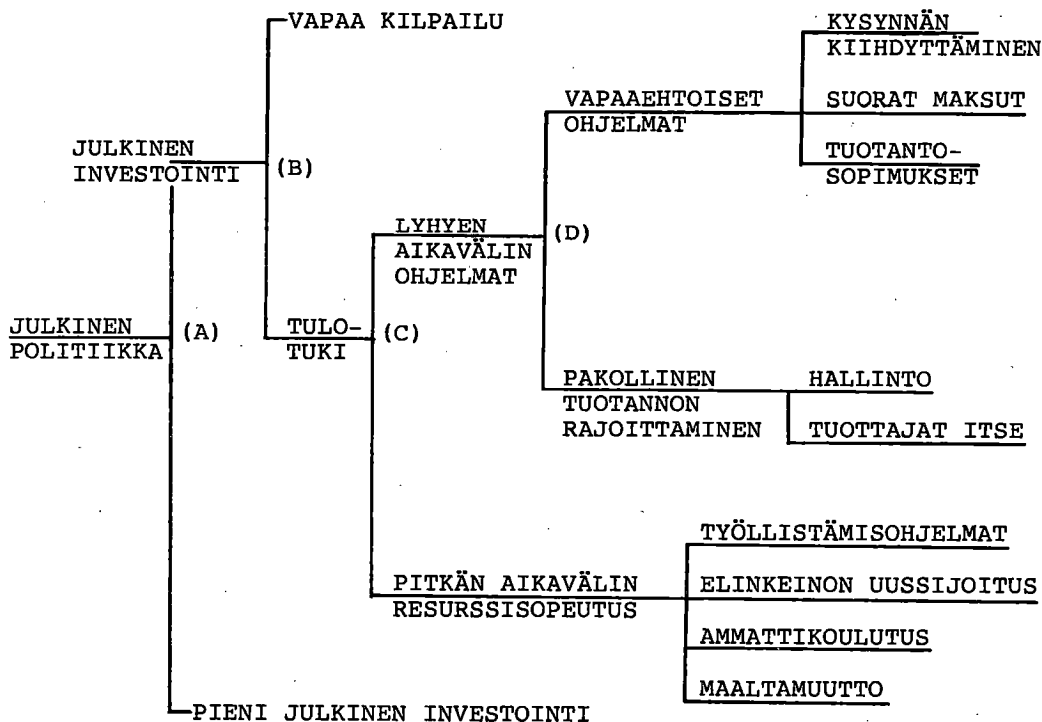 VAPAA KILPAILU
KYSYNNÄN
KIIHDYTTÄMINEN
VAPAAEHTOISET
OHJELMAT
SUORAT MAKSUT
TUOTANTO-
SOPIMUKSET
JULKINEN
INVESTOINTI
(B)
LYHYEN
AIKAVÄLIN
OHJELMAT
(D)
JULKINEN
POLITIIKKA
(A)
TULO-
TUKI
(C)
PAKOLLINEN
TUOTANNON
RAJOITTAMINEN
HALLINTO
TUOTTAJAT ITSE
PITKÄN AIKAVÄLIN
RESURSSISOPEUTUS
TYÖLLISTÄMISOHJELMAT
ELINKEINON UUSSIJOITUS
AMMATTIKOULUTUS
MAALTAMUUTTO
PIENI JULKINEN INVESTOINTI